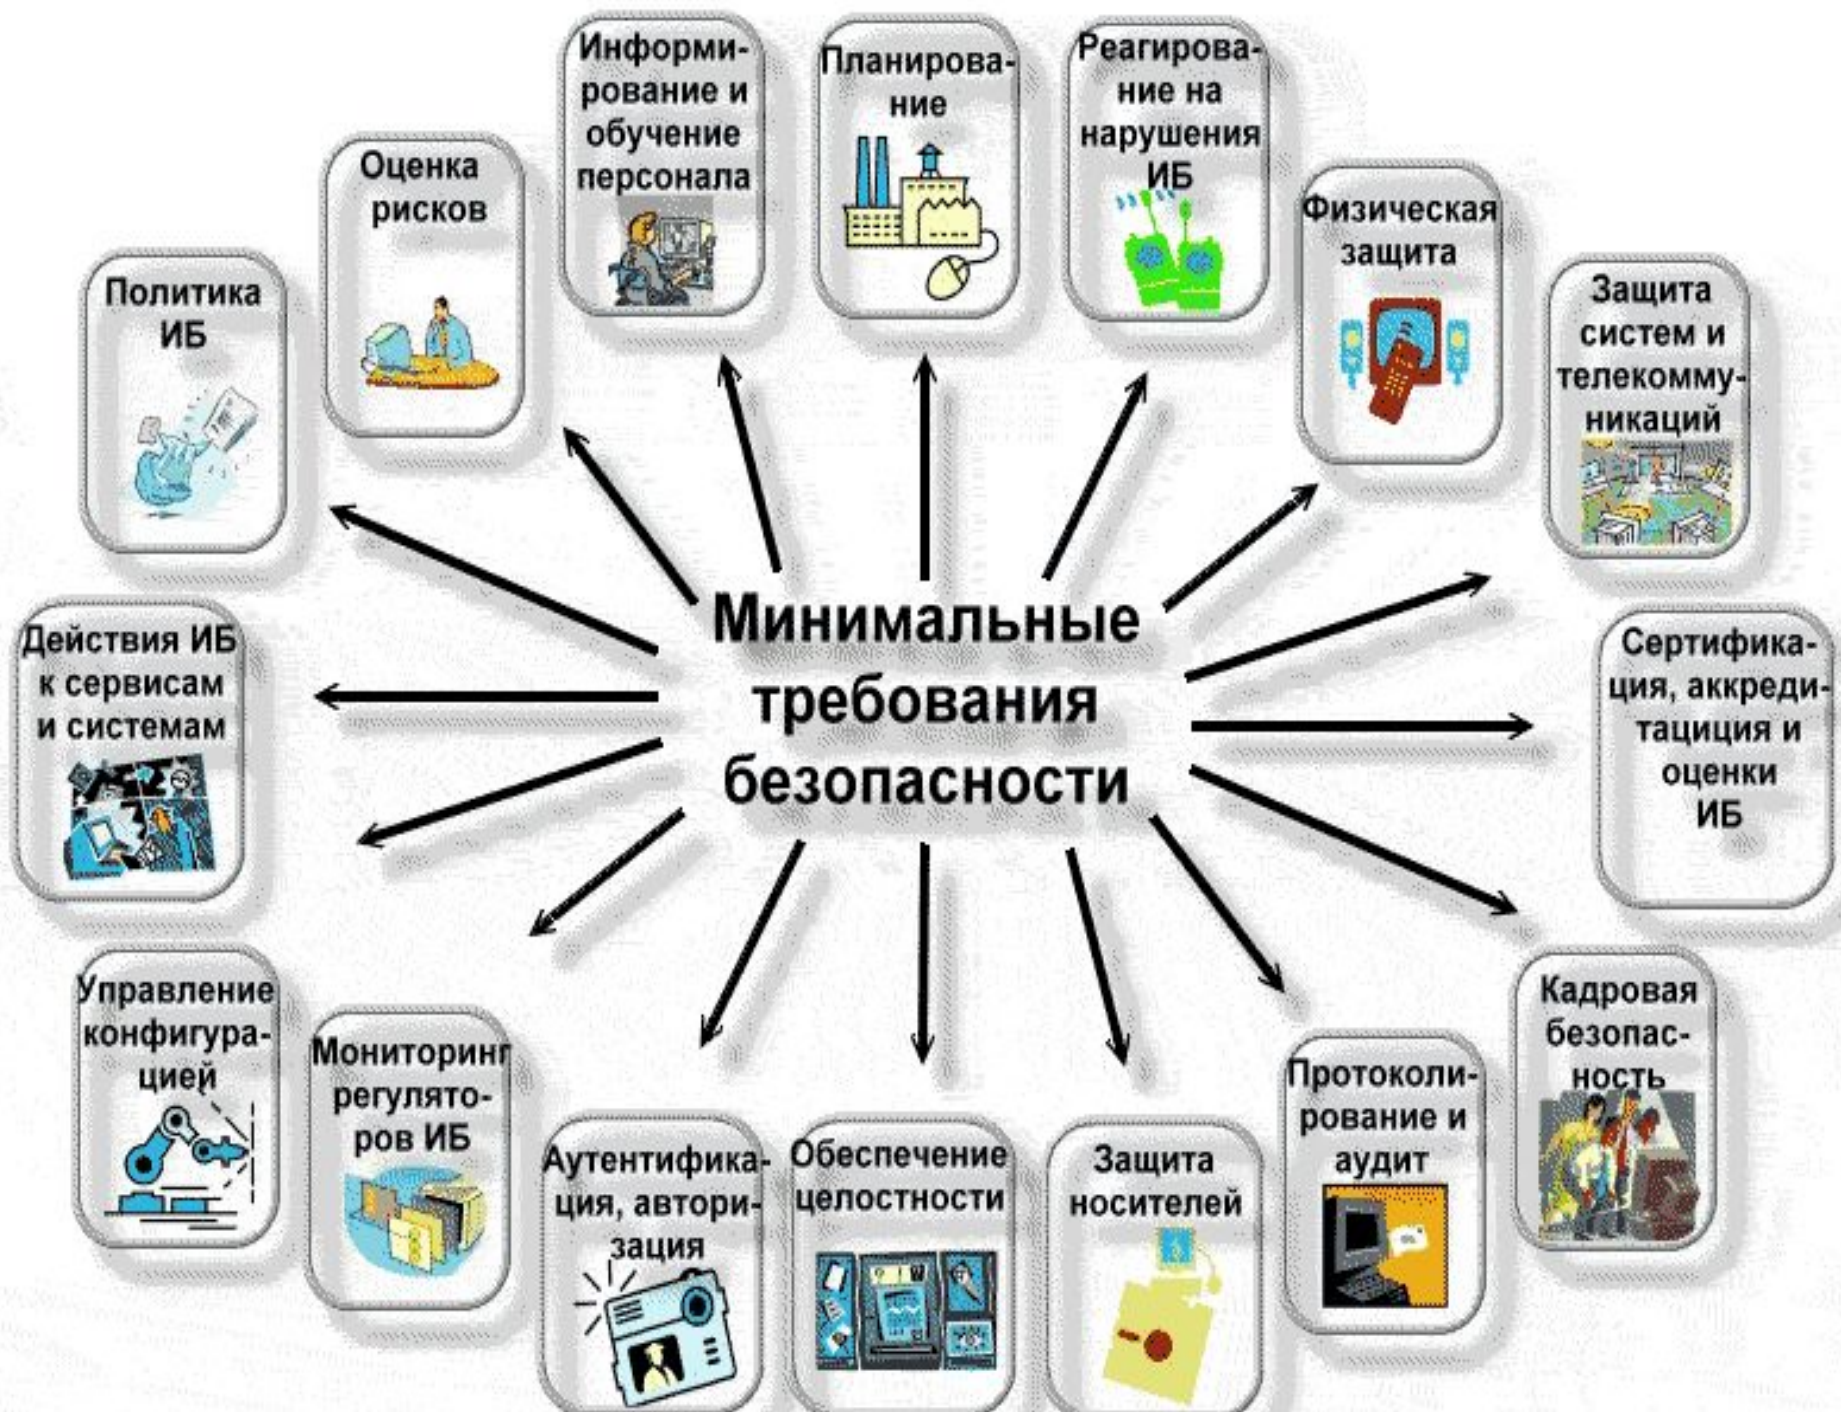 Информи-
рование и
обучение
персонала
Планирова-
ние
Реагирова-
ние на
нарушения
ИБ
Оценка
рисков
Физическая
защита
Политика
ИБ
Защита
систем и
телекомму-
никаций
Минимальные
требования
безопасности
Действия ИБ
к сервисам
и системам
Сертифика-
ция, аккреди-
тациция и
оценки
ИБ
Управление
конфигура-
цией
Мониторинг
регулято-
ров ИБ
Аутентифика-
ция, автори-
зация
Обеспечение
целостности
Защита
носителей
Протоколи-
рование и
аудит
Кадровая
безопас-
ность